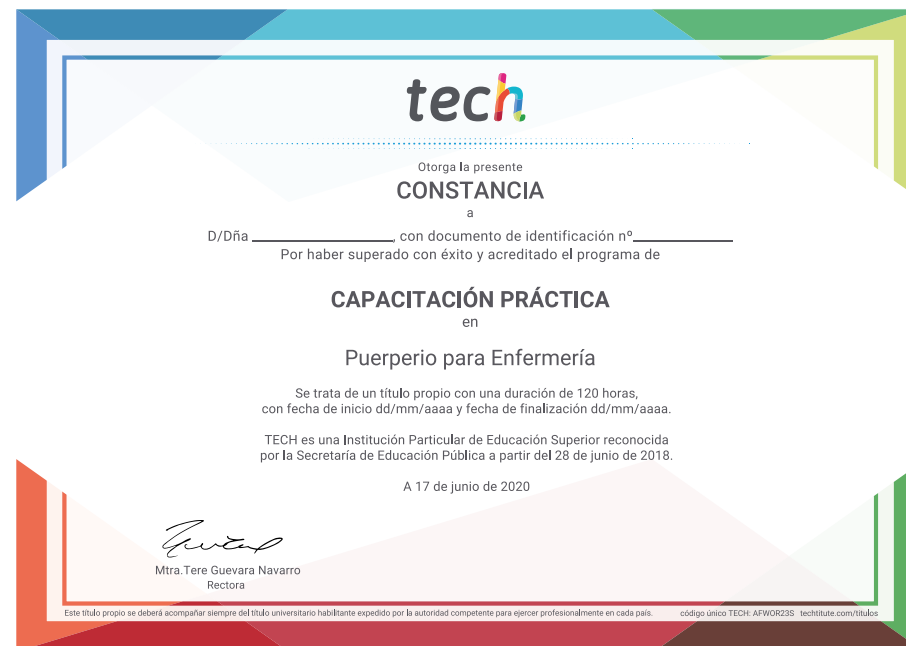 tech
Otorga la presente
CONSTANCIA
a
D/Dña ____________________, con documento de identificación nº______________
Por haber superado con éxito y acreditado el programa de
CAPACITACIÓN PRÁCTICA
en
Puerperio para Enfermería
Se trata de un título propio con una duración de 120 horas,
con fecha de inicio dd/mm/aaaa y fecha de finalización dd/mm/aaaa.
TECH es una Institución Particular de Educación Superior reconocida
por la Secretaría de Educación Pública a partir del 28 de junio de 2018.
A 17 de junio de 2020
Mtra.Tere Guevara Navarro
Rectora
Este título propio se deberá acompañar siempre del título universitario habilitante expedido por la autoridad competente para ejercer profesionalmente en cada país. código único TECH: AFWOR23S techtitute.com/titulos